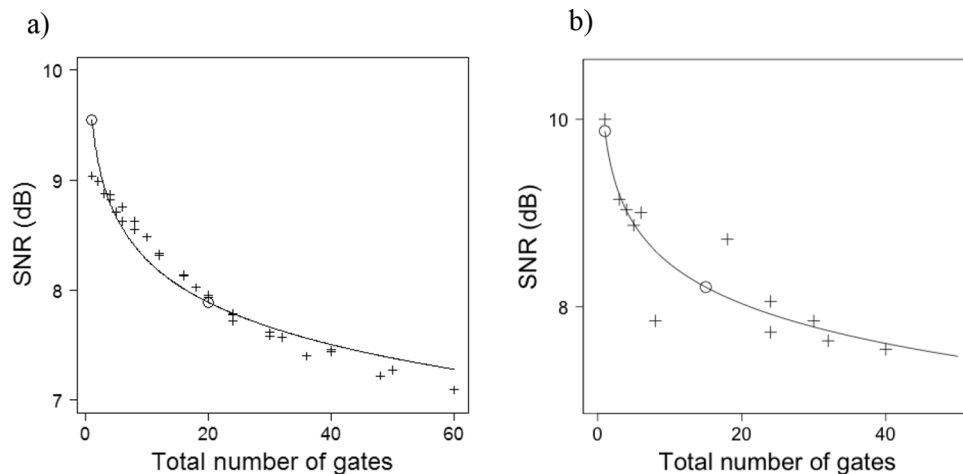 a)
10
9
8
7
SNR (dB)
0
20
40
60
Total number of gates
b)
10
8
SNR (dB)
0
20
40
Total number of gates